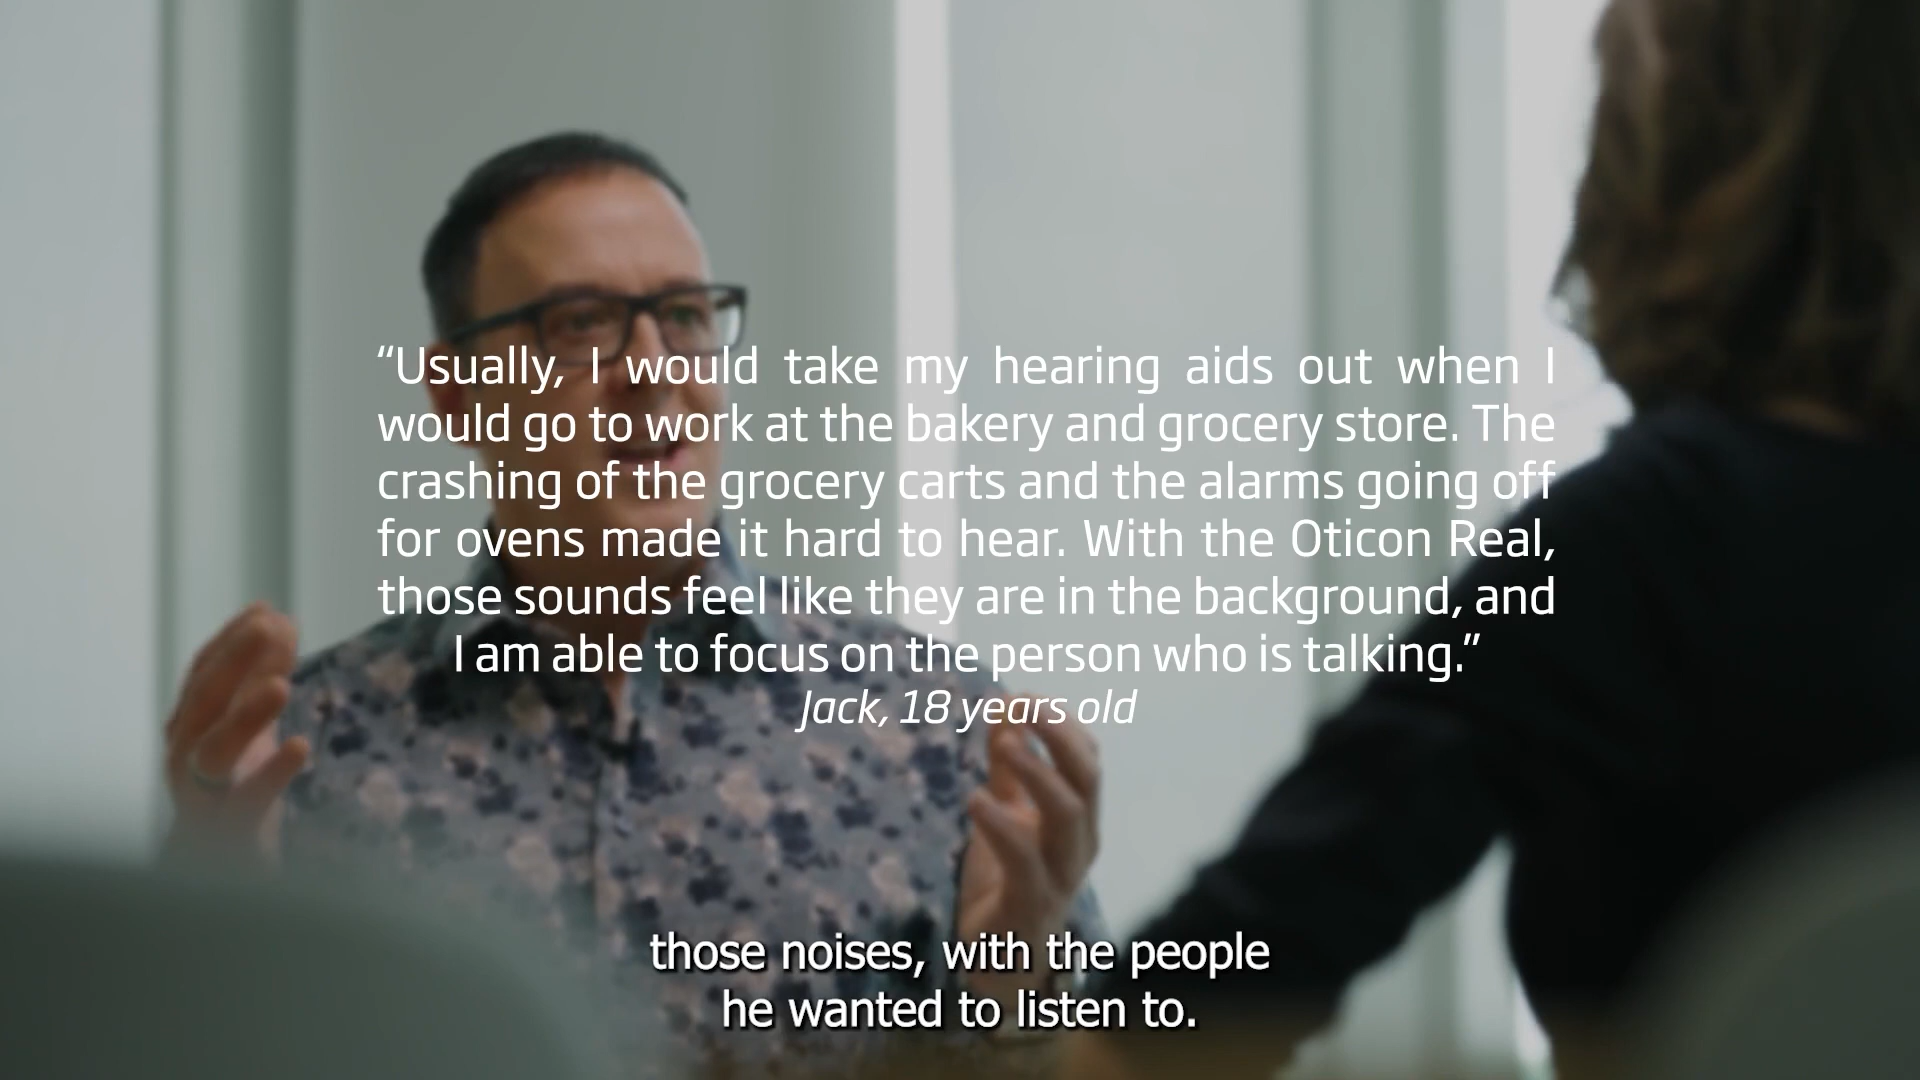 “Usually, I would take my hearing aids out when I
would go to work at the bakery and grocery store. The
crashing of the grocery carts and the alarms going off
for ovens made it hard to hear. With the Oticon Real,
those sounds feel like they are in the background, and
I am able to focus on the person who is talking.”
Jack, 18 years old
those noises, with the people
he wanted to listen to.